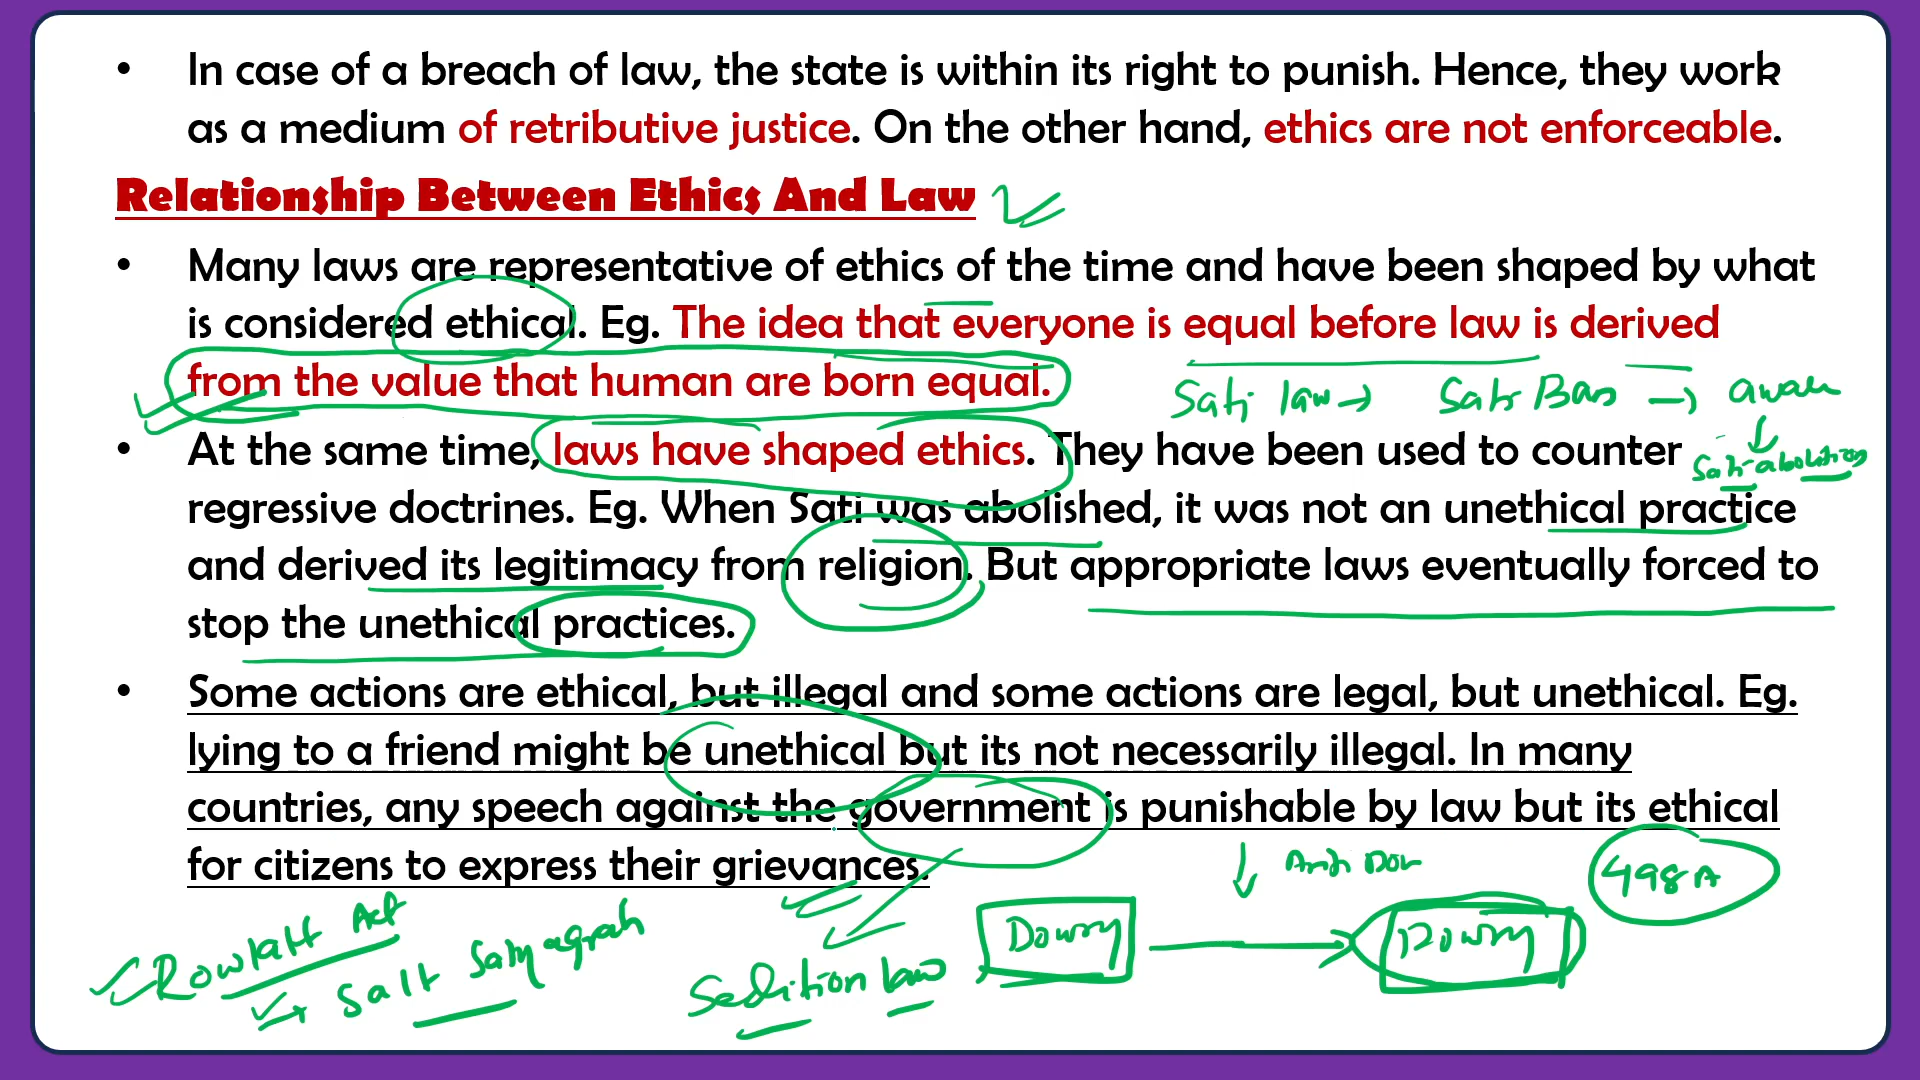 • In case of a breach of law, the state is within its right to punish. Hence, they work
as a medium of retributive justice. On the other hand, ethics are not enforceable.
Relationship Between Ethics And Law
• Many laws are representative of ethics of the time and have been shaped by what
is considered ethical. Eg. The idea that everyone is equal before law is derived
from the value that human are born equal.
Sati law → Sati Ban →
• At the same time, laws have shaped ethics. They have been used to counter
Sati abolition
regressive doctrines. Eg. When Sati was abolished, it was not an unethical practice
and derived its legitimacy from religion. But appropriate laws eventually forced to
stop the unethical practices.
• Some actions are ethical, but illegal and some actions are legal, but unethical. Eg.
lying to a friend might be unethical but its not necessarily illegal. In many
countries, any speech against the government is punishable by law but its ethical
for citizens to express their grievances.
Anti Dow
498A
Rowlatt Act
Salt Satyagrah
Sedition law
Dowry
Dowry